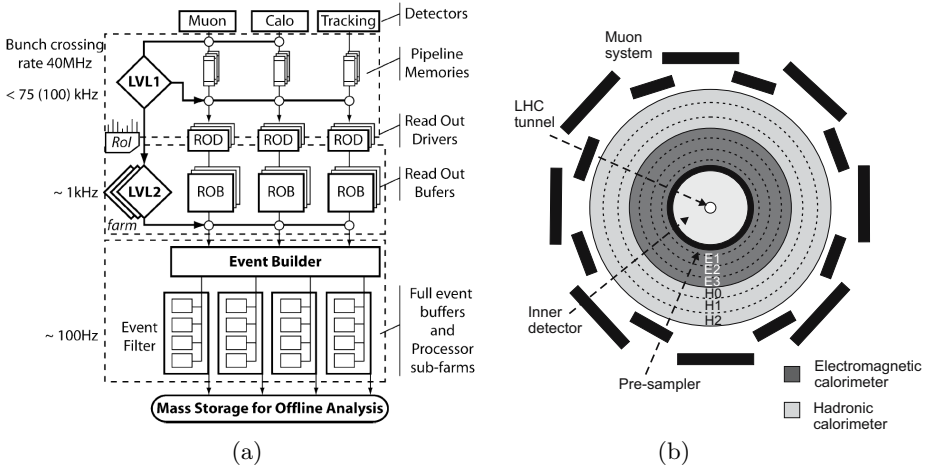 Muon
Calo
Tracking
Detectors
Bunch crossing
rate 40MHz
LVL1
Pipeline
Memories
< 75 (100) kHz
RoI
ROD
ROD
ROD
Read Out
Drivers
~ 1kHz
LVL2
farm
ROB
ROB
ROB
Read Out
Bufers
Event Builder
~ 100Hz
Event
Filter
Full event
buffers
and
Processor
sub-farms
Mass Storage for Offline Analysis
(a)
Muon
system
LHC
tunnel
E1
E2
E3
H0
H1
H2
Inner
detector
Pre-sampler
Electromagnetic
calorimeter
Hadronic
calorimeter
(b)